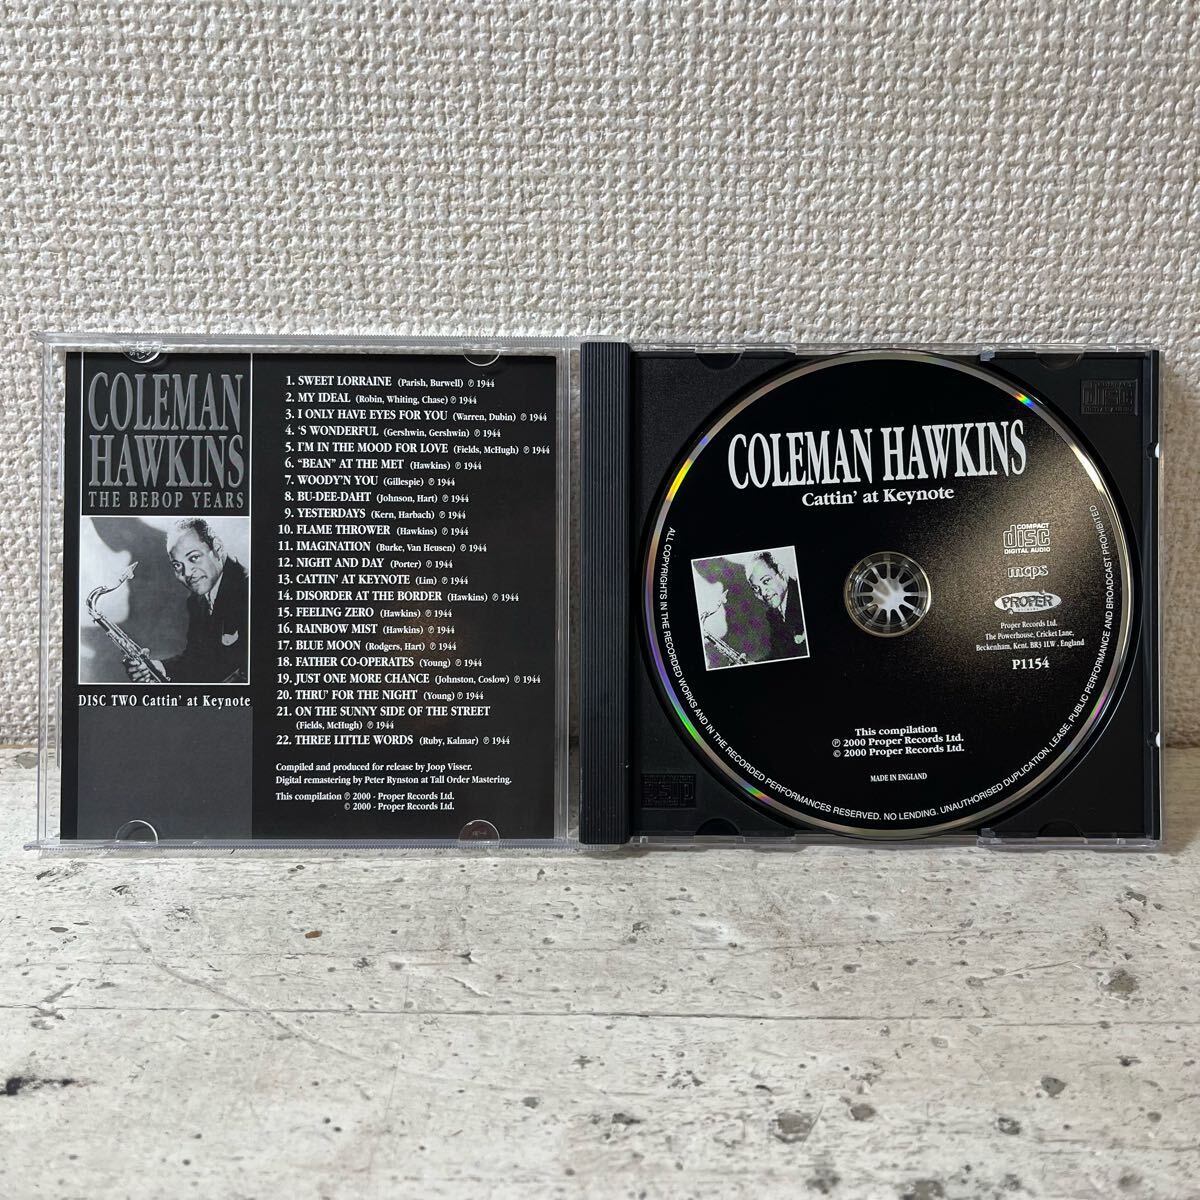 COLEMAN
HAWKINS
THE BEBOP YEARS
DISC TWO Cattin' at Keynote
1. SWEET LORRAINE (Parish, Burwell) ℗ 1944
2. MY IDEAL (Robin, Whiting, Chase) ℗ 1944
3. I ONLY HAVE EYES FOR YOU (Warren, Dubin) ℗ 1944
4. 'S WONDERFUL (Gershwin, Gershwin) ℗ 1944
5. I'M IN THE MOOD FOR LOVE (Fields, McHugh) ℗ 1944
6. “BEAN” AT THE MET (Hawkins) ℗ 1944
7. WOODY'N YOU (Gillespie) ℗ 1944
8. BU-DEE-DAHT (Johnson, Hart) ℗ 1944
9. YESTERDAYS (Kern, Harbach) ℗ 1944
10. FLAME THROWER (Hawkins) ℗ 1944
11. IMAGINATION (Burke, Van Heusen) ℗ 1944
12. NIGHT AND DAY (Porter) ℗ 1944
13. CATTIN' AT KEYNOTE (Lim) ℗ 1944
14. DISORDER AT THE BORDER (Hawkins) ℗ 1944
15. FEELING ZERO (Hawkins) ℗ 1944
16. RAINBOW MIST (Hawkins) ℗ 1944
17. BLUE MOON (Rodgers, Hart) ℗ 1944
18. FATHER CO-OPERATES (Young) ℗ 1944
19. JUST ONE MORE CHANCE (Johnston, Coslow) ℗ 1944
20. THRU' FOR THE NIGHT (Young) ℗ 1944
21. ON THE SUNNY SIDE OF THE STREET
(Fields, McHugh) ℗ 1944
22. THREE LITTLE WORDS (Ruby, Kalmar) ℗ 1944
Compiled and produced for release by Joop Visser.
Digital remastering by Peter Rynston at Tall Order Mastering.
This compilation ℗ 2000 - Proper Records Ltd.
© 2000 - Proper Records Ltd.
COLEMAN HAWKINS
Cattin' at Keynote
COMPACT
disc
DIGITAL AUDIO
mcps
PROPER
Proper Records Ltd.
The Powerhouse, Cricket Lane,
Beckenham, Kent. BR3 1LW . England
P1154
This compilation
℗ 2000 Proper Records Ltd.
© 2000 Proper Records Ltd.
MADE IN ENGLAND
ALL COPYRIGHTS IN THE RECORDED WORKS AND IN THE RECORDED PERFORMANCES RESERVED. NO LENDING. UNAUTHORISED DUPLICATION, LEASE, PUBLIC PERFORMANCE AND BROADCAST PROHIBITED
COMPACT
disc
DIGITAL AUDIO